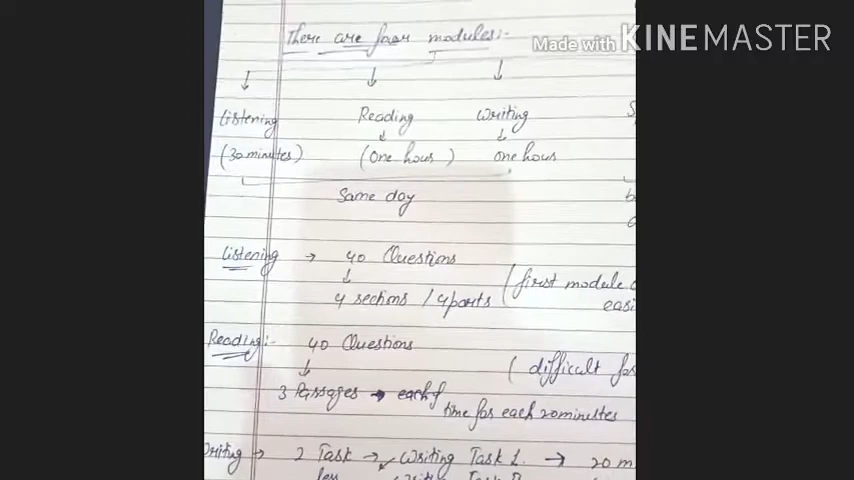 There are four modules:-
Made with KINEMASTER
Listening Reading Writing S
(30 minutes) (One hour) one hour
Same day
Listening → 40 Questions
(first module
4 sections / 4 parts easi
Reading:- 40 Questions
(difficult for
3 Passages → each
time for each 20 minutes
Writing → 2 Task → Writing Task 1. → 20 m